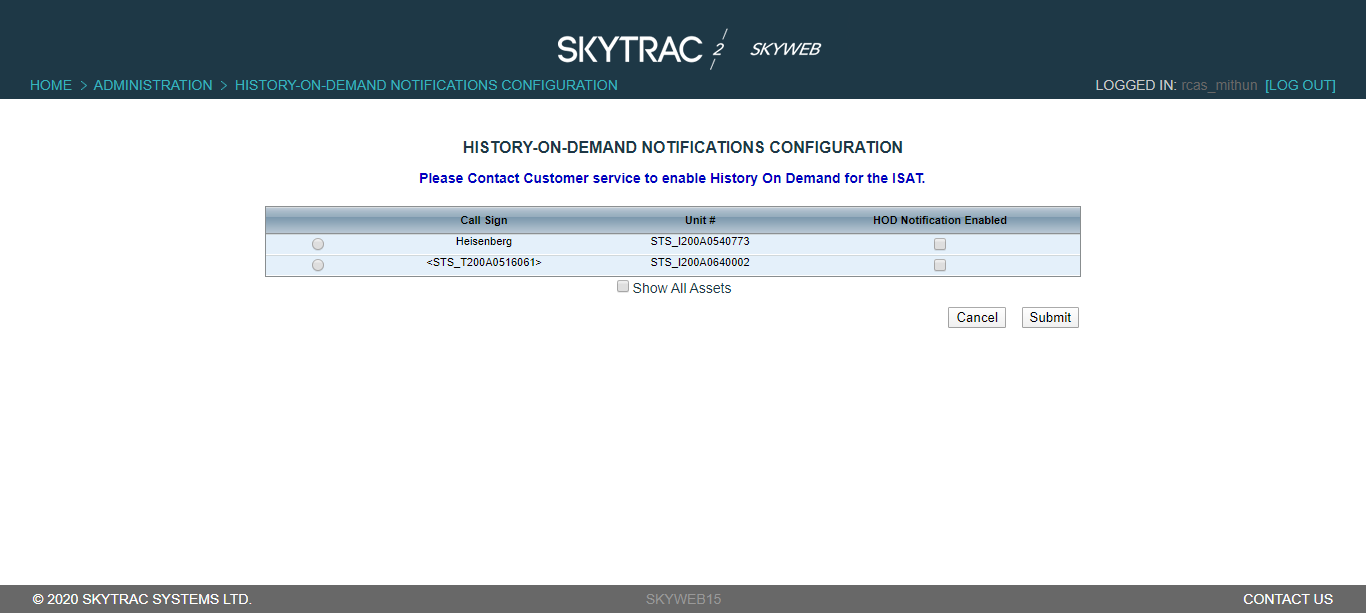 SKYTRAC 2 SKYWEB
HOME > ADMINISTRATION > HISTORY-ON-DEMAND NOTIFICATIONS CONFIGURATION LOGGED IN: rcas_mithun [LOG OUT]
HISTORY-ON-DEMAND NOTIFICATIONS CONFIGURATION
Please Contact Customer service to enable History On Demand for the ISAT.
Call Sign Unit # HOD Notification Enabled
Heisenberg STS_I200A0540773
<STS_T200A0516061> STS_I200A0640002
Show All Assets
Cancel Submit
© 2020 SKYTRAC SYSTEMS LTD. SKYWEB15 CONTACT US